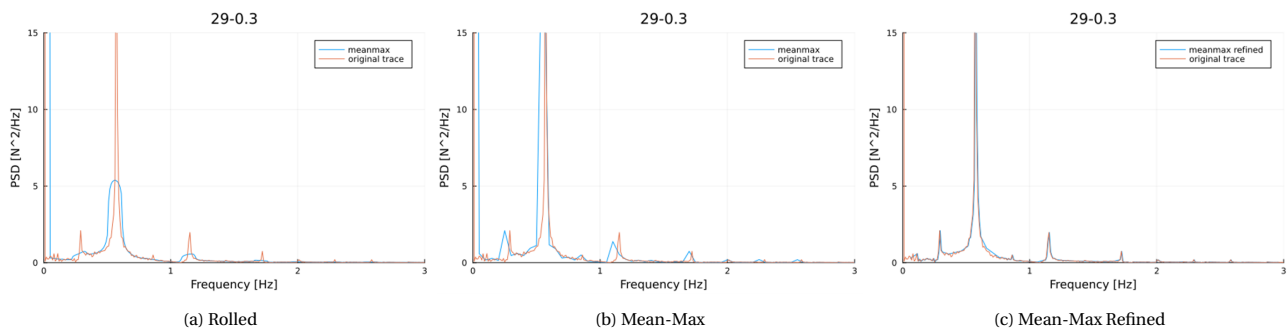 29-0.3
15
10
5
0
PSD [N^2/Hz]
meanmax
original trace
0
1
2
3
Frequency [Hz]
(a) Rolled
29-0.3
15
10
5
0
PSD [N^2/Hz]
meanmax
original trace
0
1
2
3
Frequency [Hz]
(b) Mean-Max
29-0.3
15
10
5
0
PSD [N^2/Hz]
meanmax refined
original trace
0
1
2
3
Frequency [Hz]
(c) Mean-Max Refined